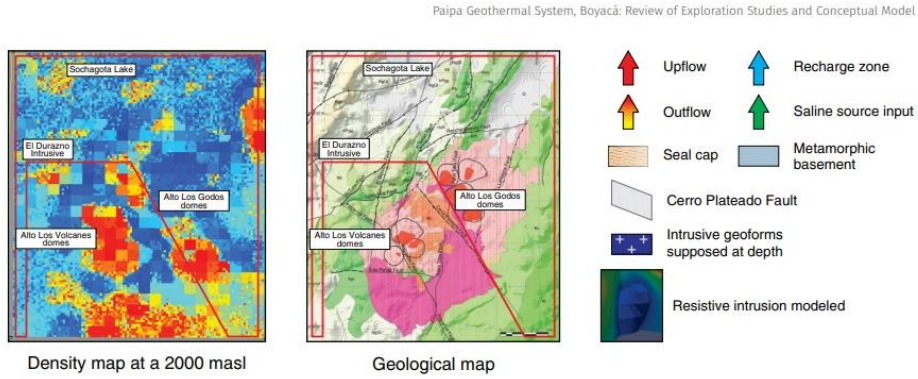 Paipa Geothermal System, Boyacá: Review of Exploration Studies and Conceptual Model
Sochagota Lake
El Durazno
Intrusive
Alto Los Godos
domes
Alto Los Volcanes
domes
Density map at a 2000 masl
Sochagota Lake
El Durazno
Intrusive
Alto Los Godos
domes
Alto Los Volcanes
domes
Geological map
Upflow
Recharge zone
Outflow
Saline source input
Seal cap
Metamorphic
basement
Cerro Plateado Fault
Intrusive geoforms
supposed at depth
Resistive intrusion modeled